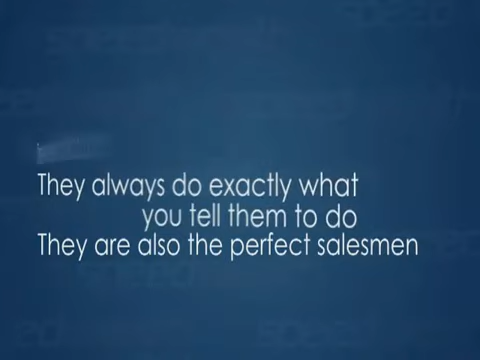 They always do exactly what
you tell them to do
They are also the perfect salesmen